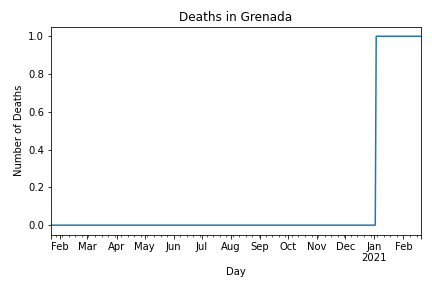 Deaths in Grenada
Number of Deaths
1.0
0.8
0.6
0.4
0.2
0.0
Feb Mar Apr May Jun Jul Aug Sep Oct Nov Dec Jan Feb
2021
Day